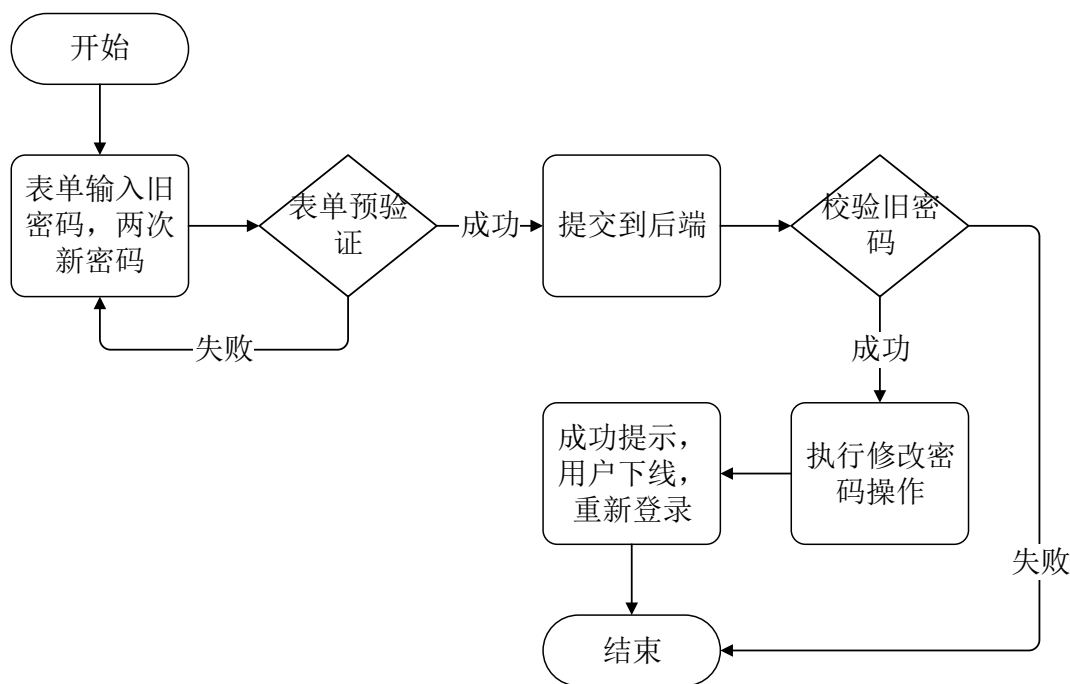 开始
表单输入旧
密码，两次
新密码
表单预验
证
成功
提交到后端
校验旧密
码
失败
成功
成功提示，
用户下线，
重新登录
执行修改密
码操作
失败
结束